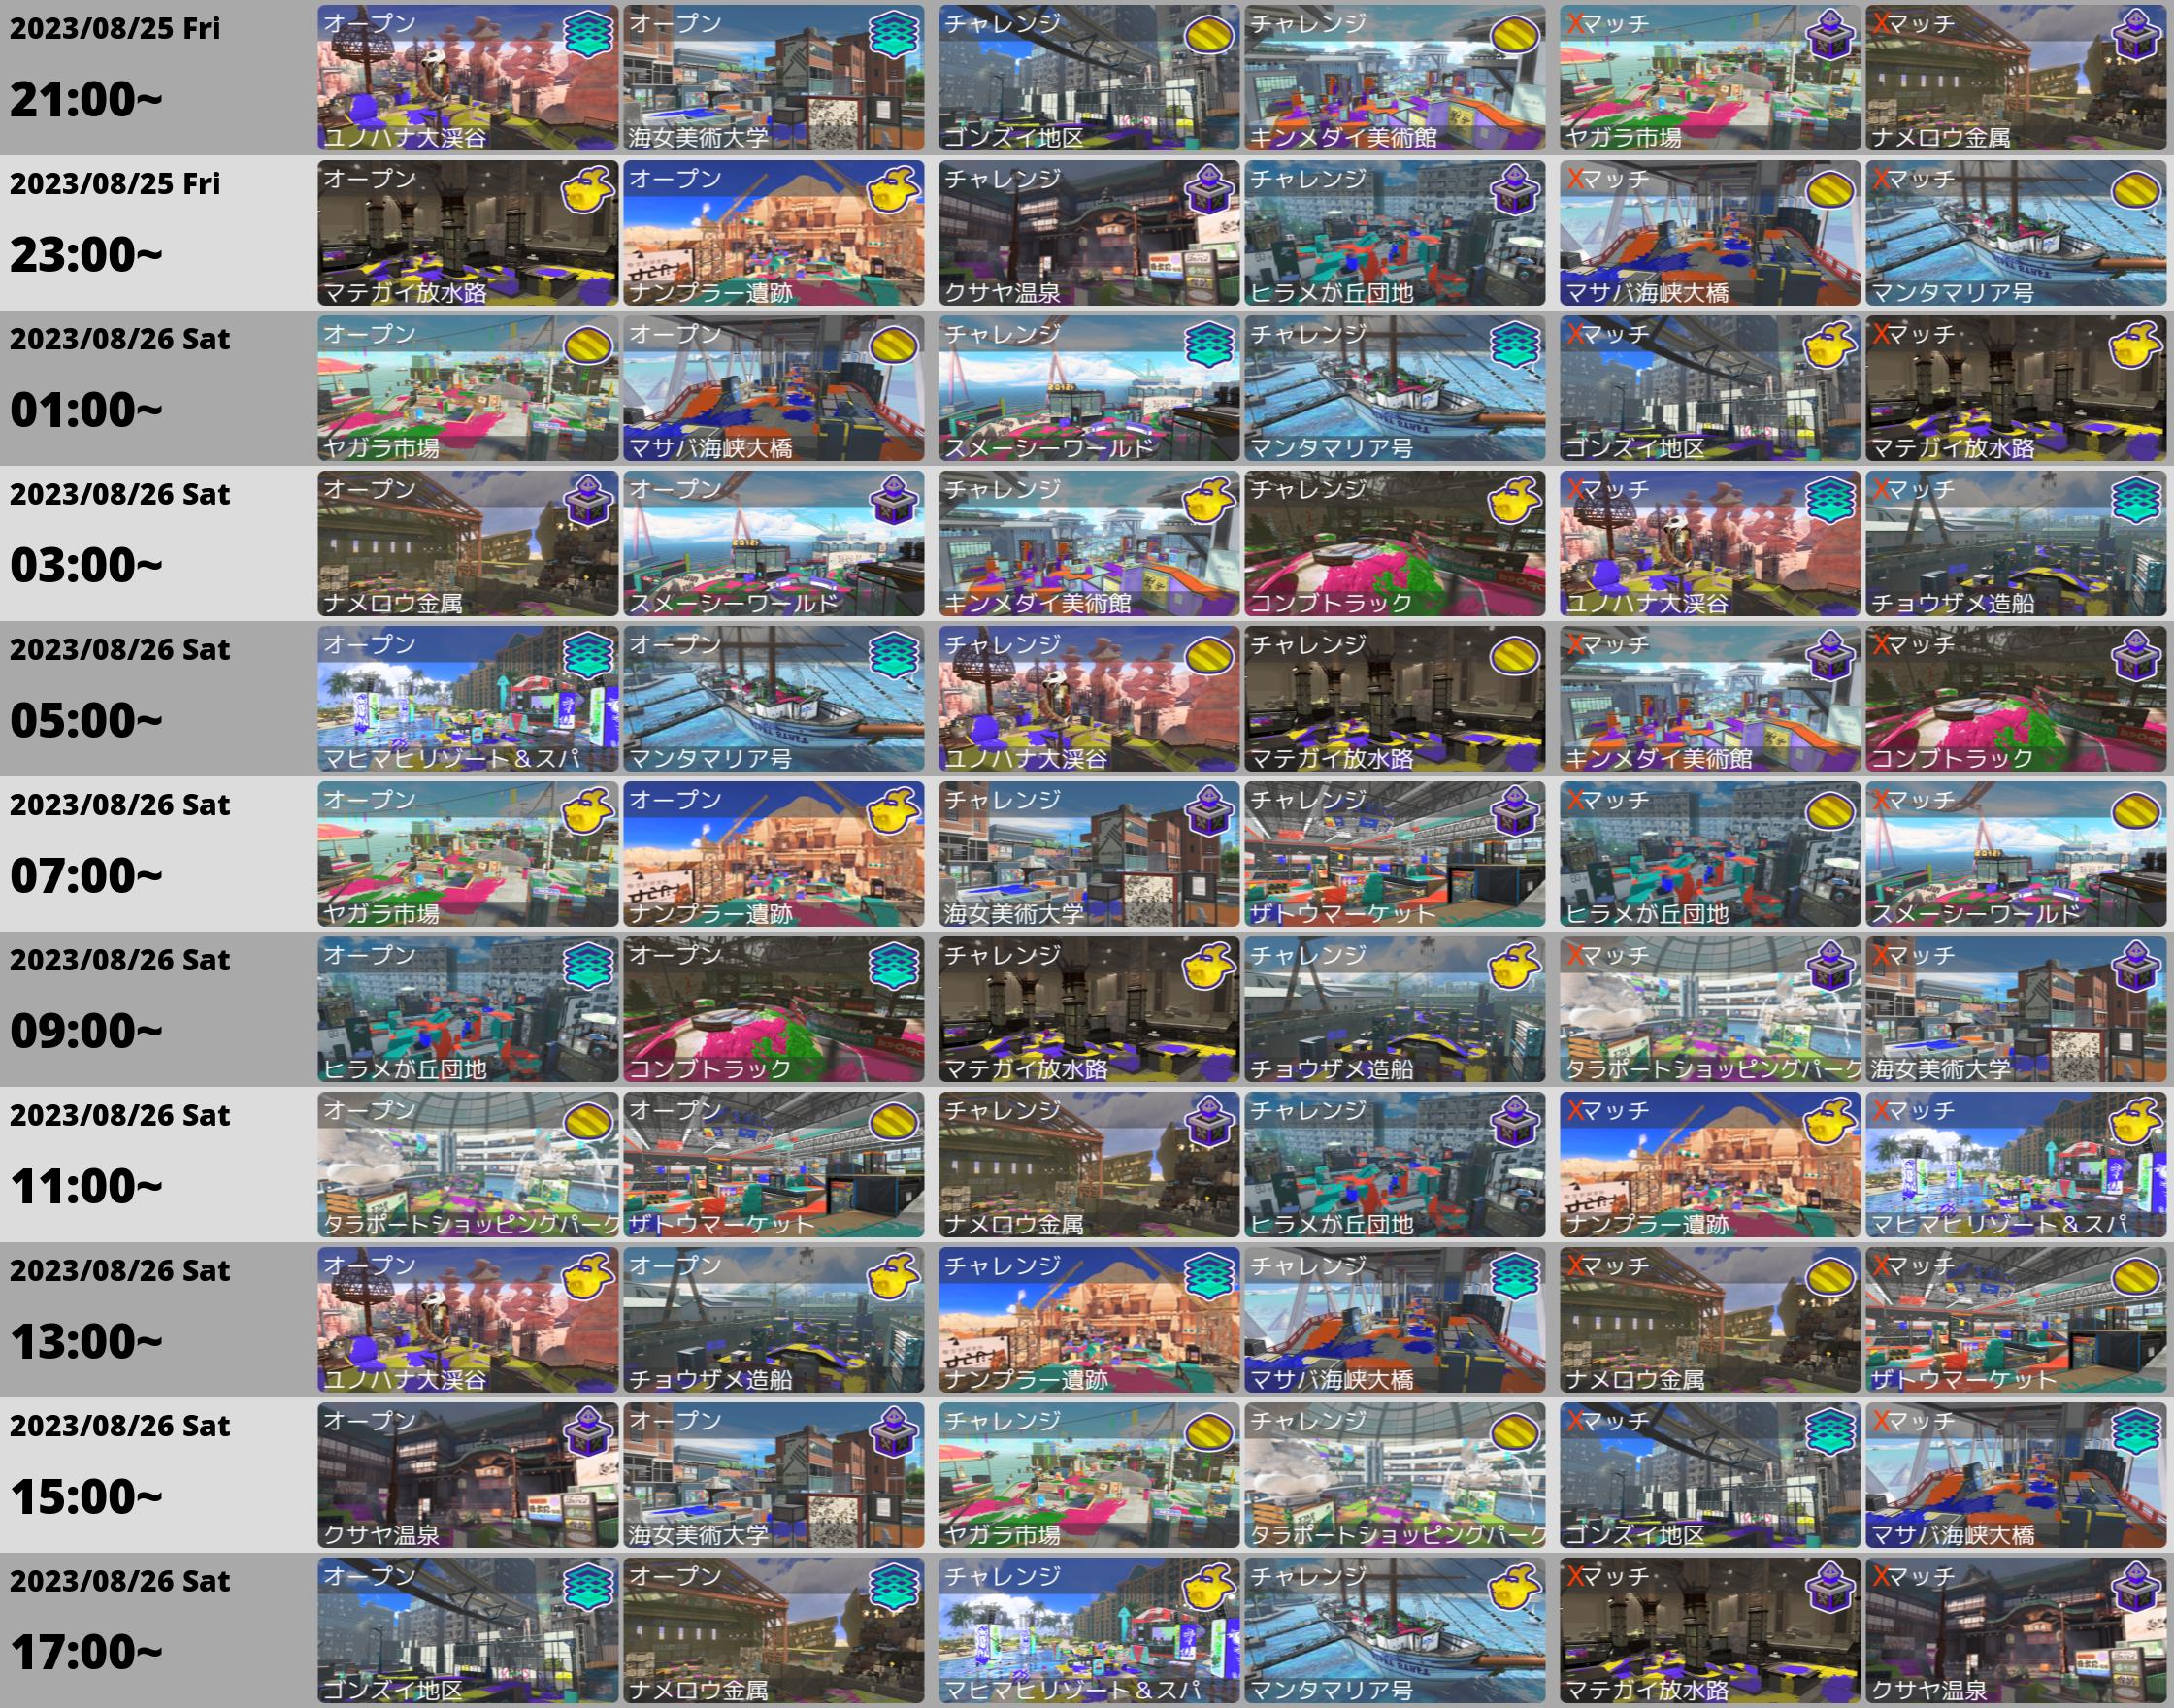 2023/08/25 Fri
21:00~
オープン オープン チャレンジ チャレンジ Xマッチ Xマッチ
ユノハナ大渓谷 海女美術大学 ゴンズイ地区 キンメダイ美術館 ヤガラ市場 ナメロウ金属
2023/08/25 Fri
23:00~
オープン オープン チャレンジ チャレンジ Xマッチ Xマッチ
マテガイ放水路 ナンプラー遺跡 クサヤ温泉 ヒラメが丘団地 マサバ海峡大橋 マンタマリア号
2023/08/26 Sat
01:00~
オープン オープン チャレンジ チャレンジ Xマッチ Xマッチ
ヤガラ市場 マサバ海峡大橋 スメーシーワールド マンタマリア号 ゴンズイ地区 マテガイ放水路
2023/08/26 Sat
03:00~
オープン オープン チャレンジ チャレンジ Xマッチ Xマッチ
ナメロウ金属 スメーシーワールド キンメダイ美術館 コンブトラック ユノハナ大渓谷 チョウザメ造船
2023/08/26 Sat
05:00~
オープン オープン チャレンジ チャレンジ Xマッチ Xマッチ
マヒマヒリゾート&スパ マンタマリア号 ユノハナ大渓谷 マテガイ放水路 キンメダイ美術館 コンブトラック
2023/08/26 Sat
07:00~
オープン オープン チャレンジ チャレンジ Xマッチ Xマッチ
ヤガラ市場 ナンプラー遺跡 海女美術大学 ザトウマーケット ヒラメが丘団地 スメーシーワールド
2023/08/26 Sat
09:00~
オープン オープン チャレンジ チャレンジ Xマッチ Xマッチ
ヒラメが丘団地 コンブトラック マテガイ放水路 チョウザメ造船 タラポートショッピングパーク 海女美術大学
2023/08/26 Sat
11:00~
オープン オープン チャレンジ チャレンジ Xマッチ Xマッチ
タラポートショッピングパーク ザトウマーケット ナメロウ金属 ヒラメが丘団地 ナンプラー遺跡 マヒマヒリゾート&スパ
2023/08/26 Sat
13:00~
オープン オープン チャレンジ チャレンジ Xマッチ Xマッチ
ユノハナ大渓谷 チョウザメ造船 ナンプラー遺跡 マサバ海峡大橋 ナメロウ金属 ザトウマーケット
2023/08/26 Sat
15:00~
オープン オープン チャレンジ チャレンジ Xマッチ Xマッチ
クサヤ温泉 海女美術大学 ヤガラ市場 タラポートショッピングパーク ゴンズイ地区 マサバ海峡大橋
2023/08/26 Sat
17:00~
オープン オープン チャレンジ チャレンジ Xマッチ Xマッチ
ゴンズイ地区 ナメロウ金属 マヒマヒリゾート&スパ マンタマリア号 マテガイ放水路 クサヤ温泉